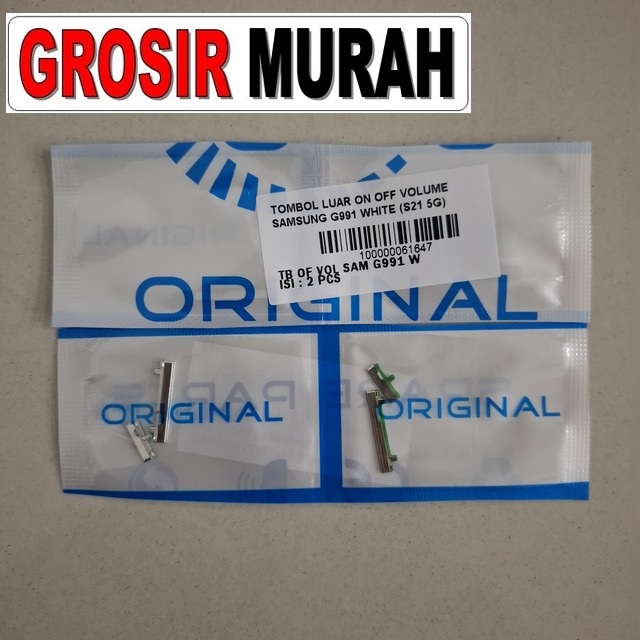 GROSIR MURAH
TOMBOL LUAR ON OFF VOLUME
SAMSUNG G991 WHITE (S21 5G)
100000061647
TB OF VOL SAM G991 W
ISI : 2 PCS
ORIGINAL
ORIGINAL
ORIGINAL